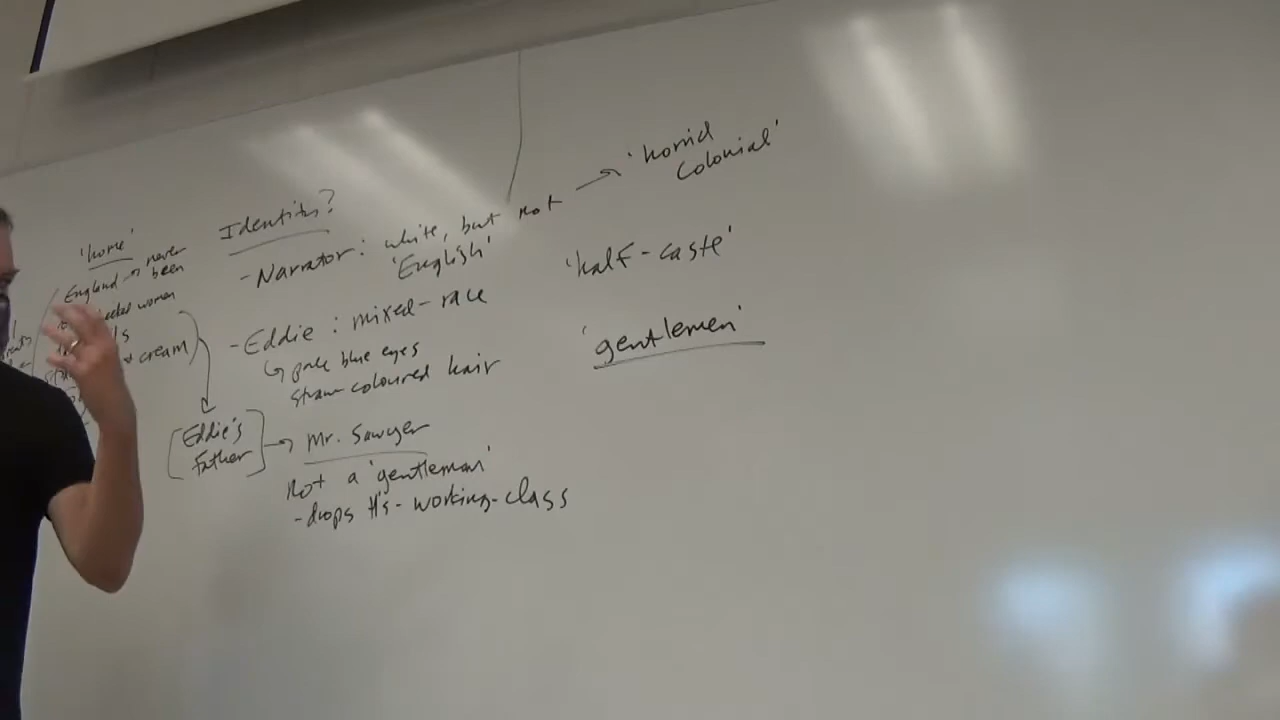 'home'
England → never
been
women
cream)
Identity?
- Narrator: white, but not → 'horrid
colonial'
'English'
'half-caste'
- Eddie: mixed-race
↳ pale blue eyes
straw-coloured hair
'gentlemen'
[Eddie's
Father] → Mr. Sawyer
not a 'gentleman'
- drops H's - working-class